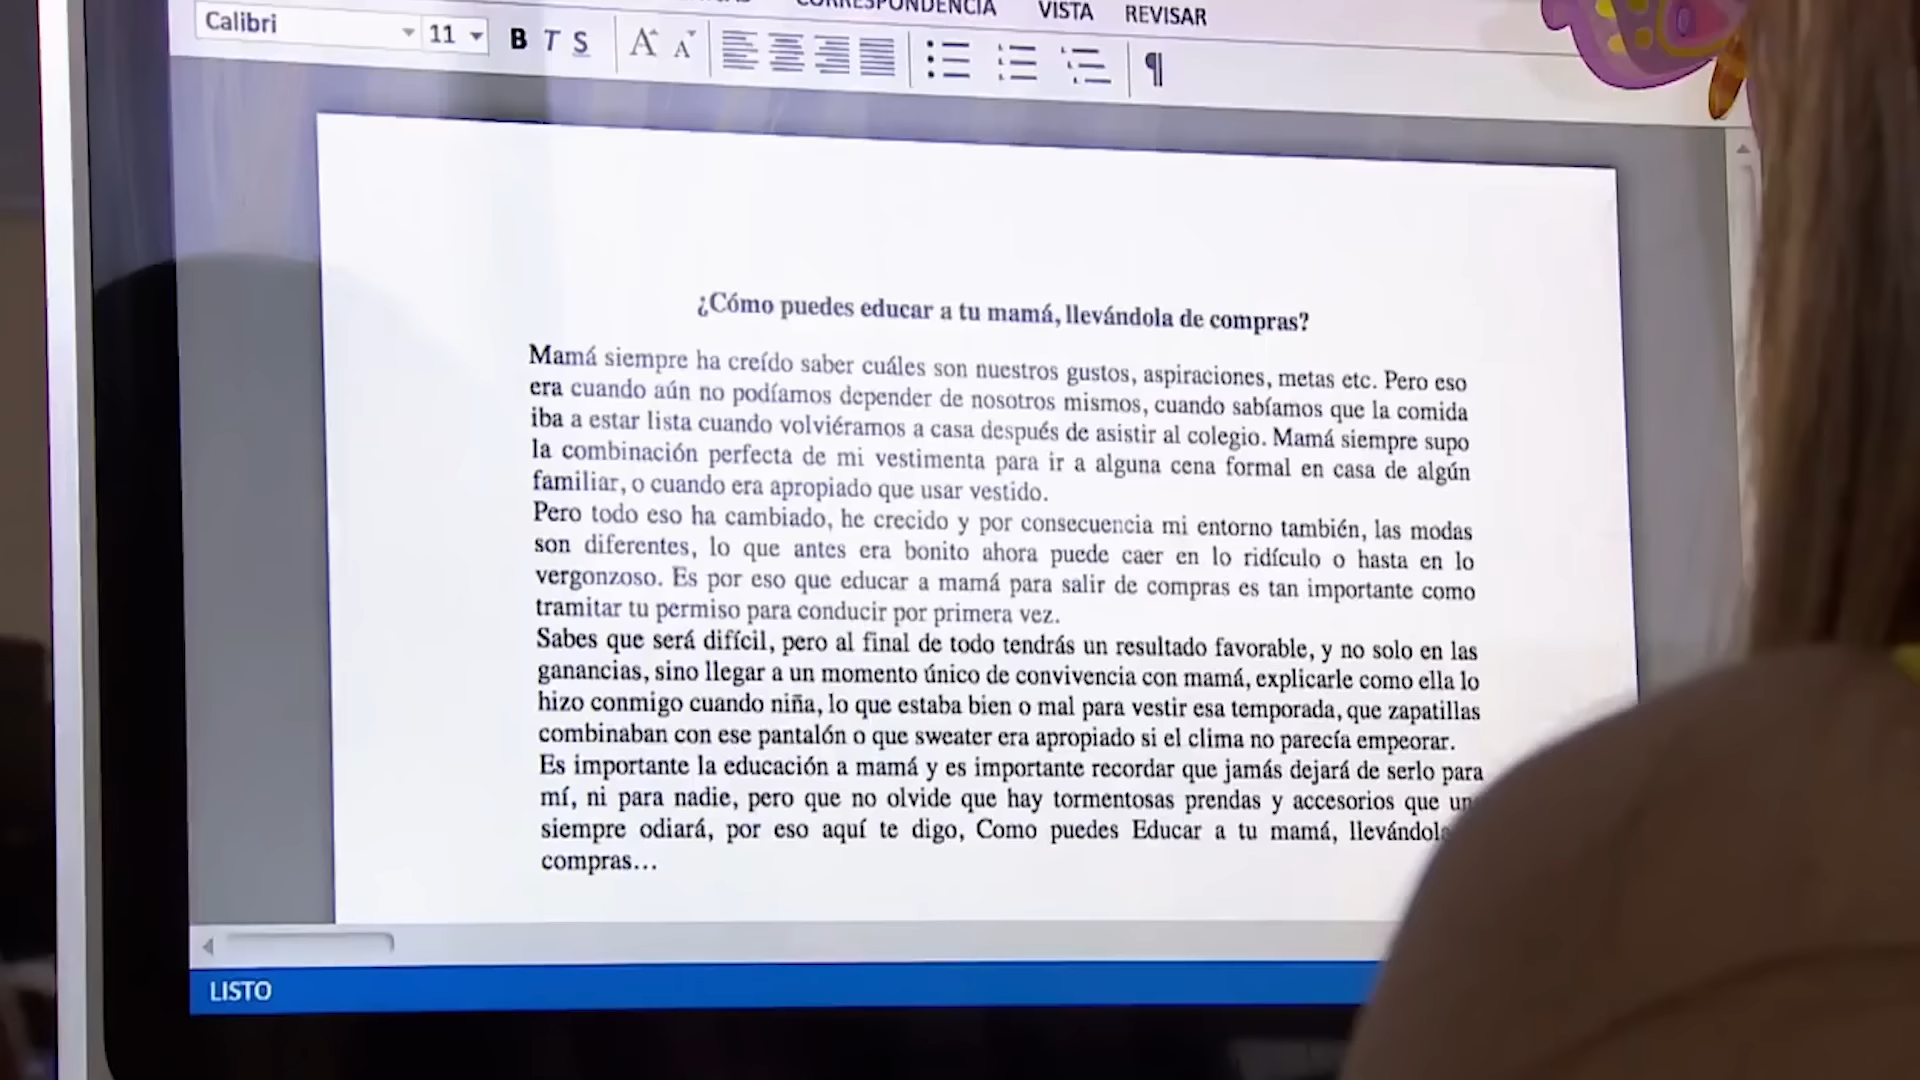 CORRESPONDENCIA VISTA REVISAR
Calibri 11 B T S A A ¶
¿Cómo puedes educar a tu mamá, llevándola de compras?
Mamá siempre ha creído saber cuáles son nuestros gustos, aspiraciones, metas etc. Pero eso
era cuando aún no podíamos depender de nosotros mismos, cuando sabíamos que la comida
iba a estar lista cuando volviéramos a casa después de asistir al colegio. Mamá siempre supo
la combinación perfecta de mi vestimenta para ir a alguna cena formal en casa de algún
familiar, o cuando era apropiado que usar vestido.
Pero todo eso ha cambiado, he crecido y por consecuencia mi entorno también, las modas
son diferentes, lo que antes era bonito ahora puede caer en lo ridículo o hasta en lo
vergonzoso. Es por eso que educar a mamá para salir de compras es tan importante como
tramitar tu permiso para conducir por primera vez.
Sabes que será difícil, pero al final de todo tendrás un resultado favorable, y no solo en las
ganancias, sino llegar a un momento único de convivencia con mamá, explicarle como ella lo
hizo conmigo cuando niña, lo que estaba bien o mal para vestir esa temporada, que zapatillas
combinaban con ese pantalón o que sweater era apropiado si el clima no parecía empeorar.
Es importante la educación a mamá y es importante recordar que jamás dejará de serlo para
mí, ni para nadie, pero que no olvide que hay tormentosas prendas y accesorios que
siempre odiará, por eso aquí te digo, Como puedes Educar a tu mamá, llevándola
compras...
LISTO